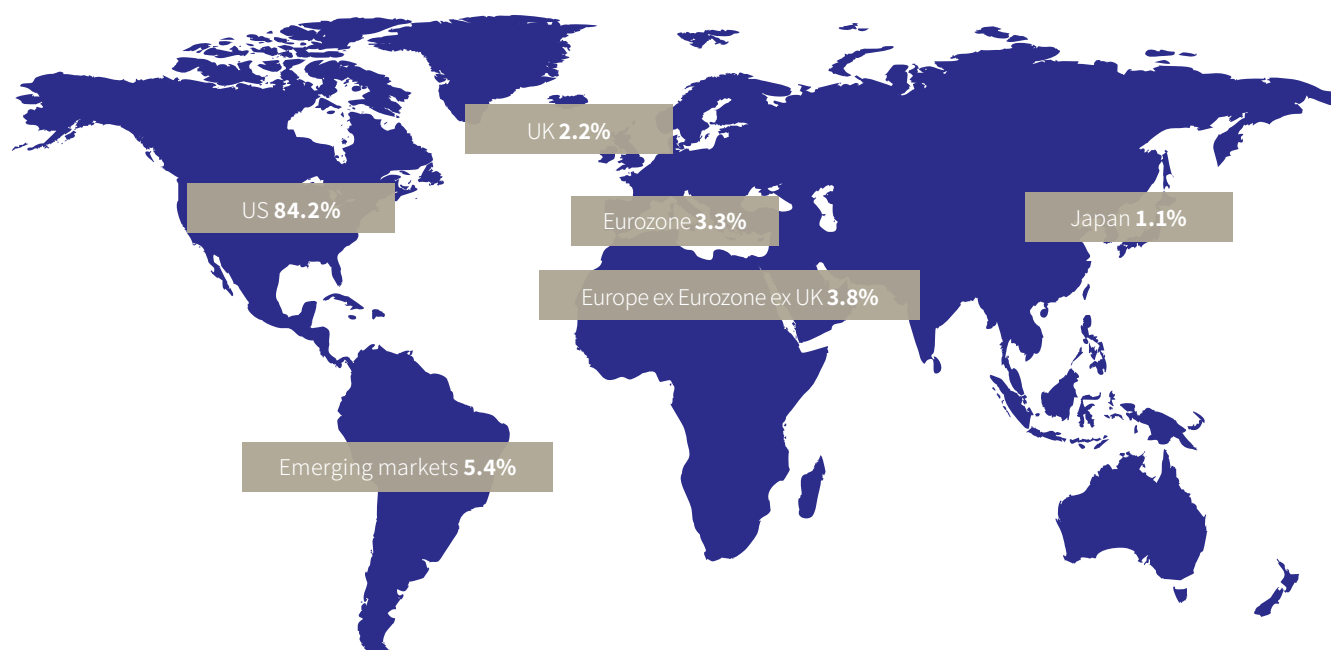 UK 2.2%
US 84.2%
Eurozone 3.3%
Japan 1.1%
Europe ex Eurozone ex UK 3.8%
Emerging markets 5.4%